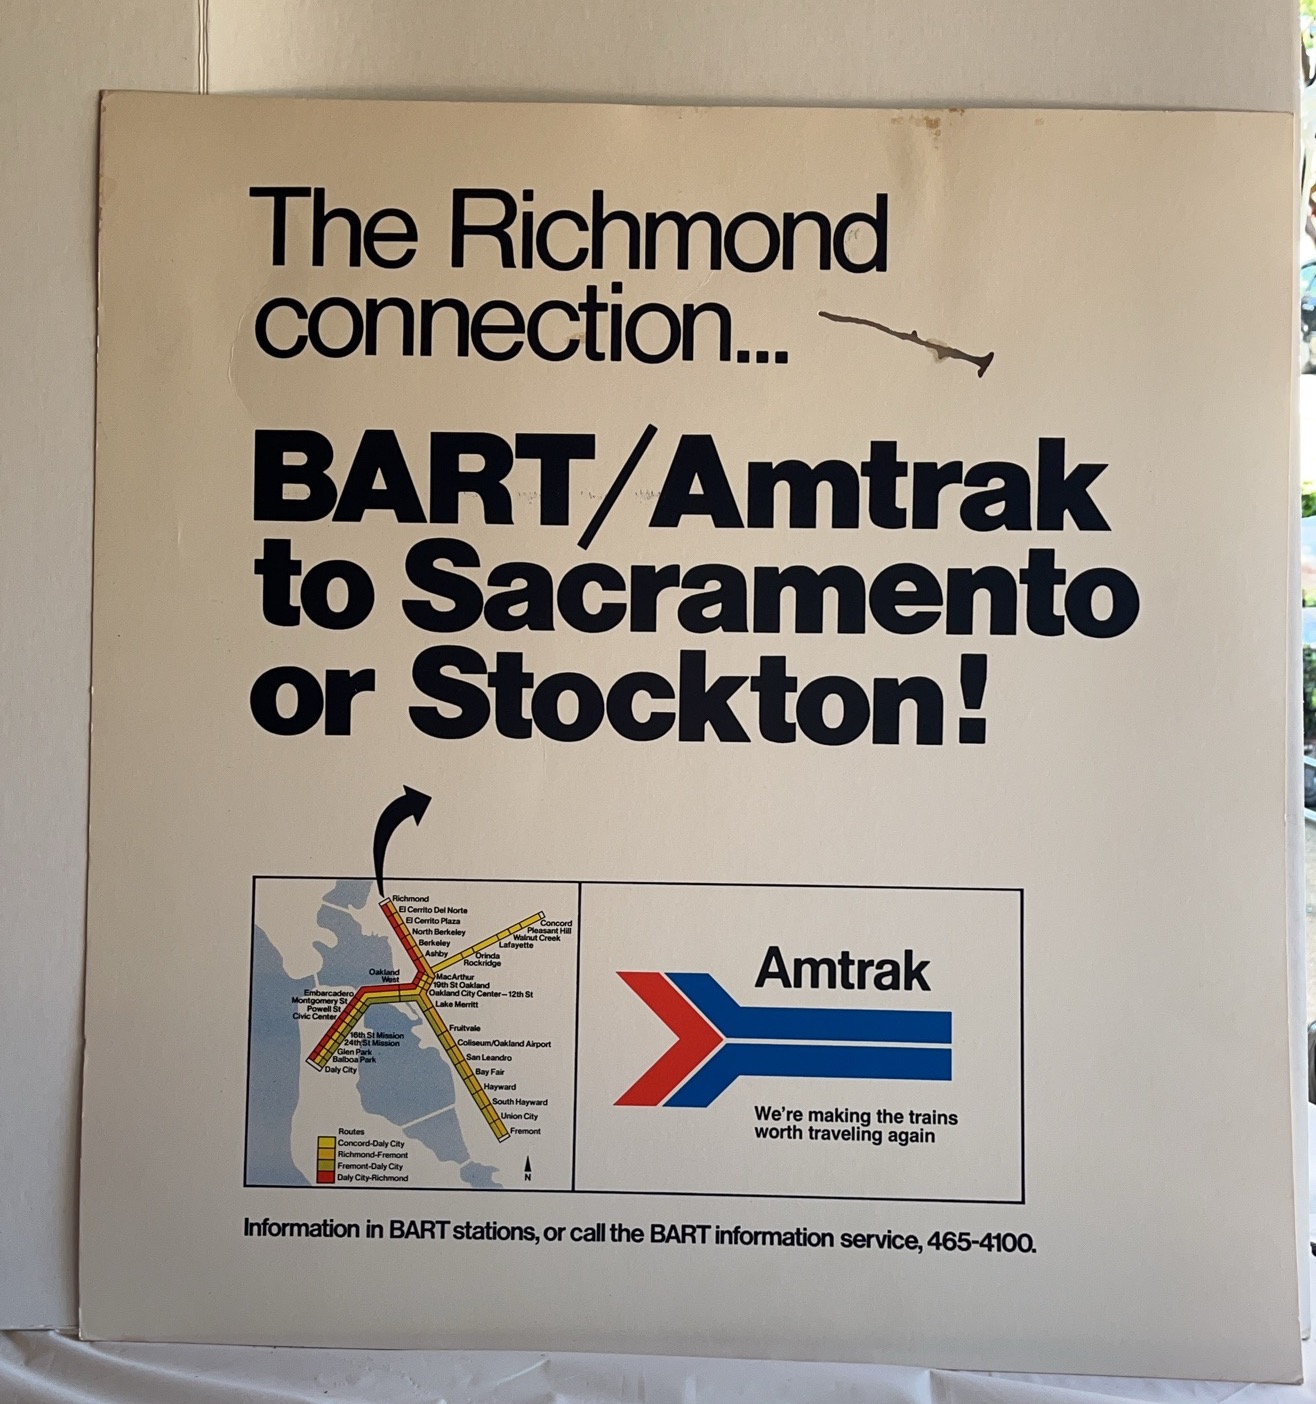 The Richmond
connection...
BART/Amtrak
to Sacramento
or Stockton!
Richmond
El Cerrito Del Norte
El Cerrito Plaza
North Berkeley
Berkeley
Ashby
Concord
Pleasant Hill
Walnut Creek
Lafayette
Orinda
Rockridge
Oakland
West
MacArthur
19th St Oakland
Oakland City Center–12th St
Lake Merritt
Embarcadero
Montgomery St
Powell St
Civic Center
16th St Mission
24th St Mission
Glen Park
Balboa Park
Daly City
Fruitvale
Coliseum/Oakland Airport
San Leandro
Bay Fair
Hayward
South Hayward
Union City
Fremont
Routes
Concord-Daly City
Richmond-Fremont
Fremont-Daly City
Daly City-Richmond
N
Amtrak
We're making the trains
worth traveling again
Information in BART stations, or call the BART information service, 465-4100.